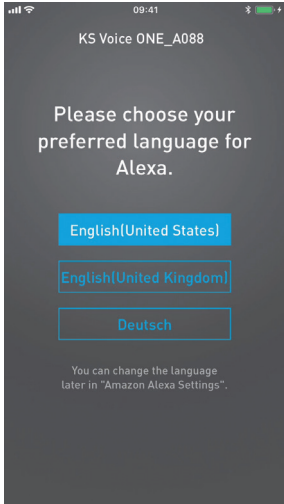 09:41
KS Voice ONE_A088
Please choose your
preferred language for
Alexa.
English(United States)
English(United Kingdom)
Deutsch
You can change the language
later in "Amazon Alexa Settings".